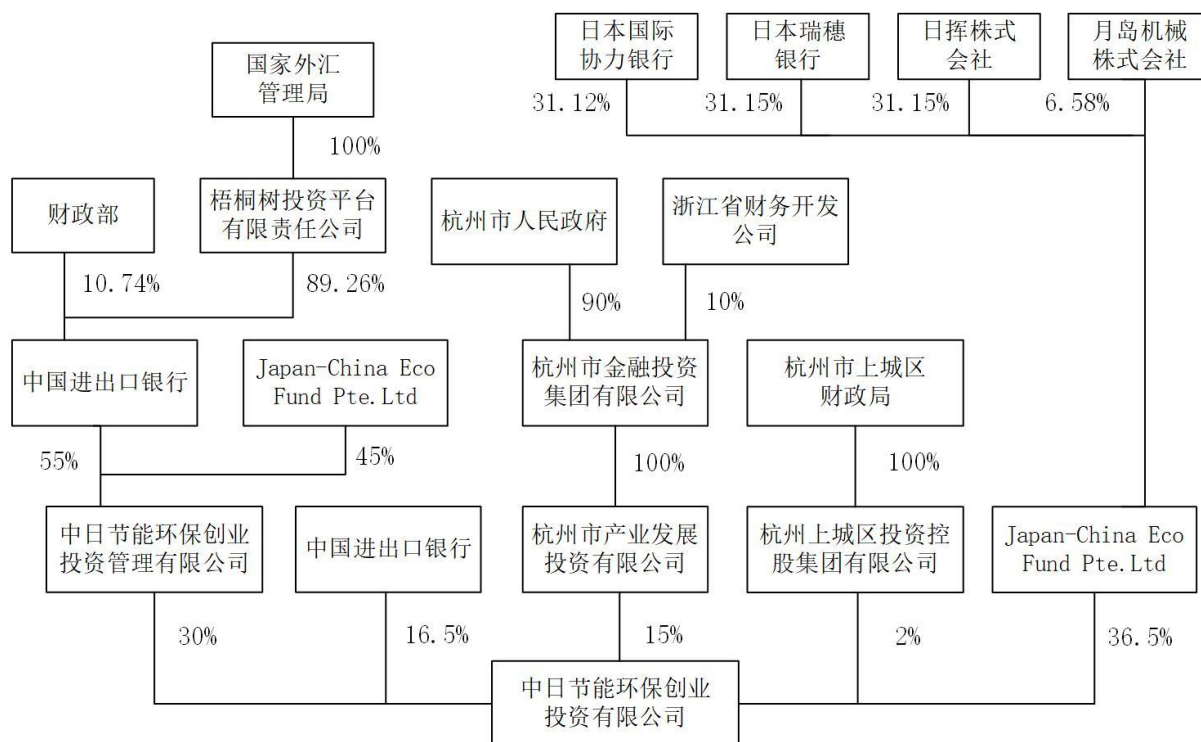 日本国际
协力银行
日本瑞穗
银行
日挥株式
会社
月岛机械
株式会社
国家外汇
管理局
31.12%
31.15%
31.15%
6.58%
100%
财政部
梧桐树投资平台
有限责任公司
杭州市人民政府
浙江省财务开发
公司
10.74%
89.26%
90%
10%
中国进出口银行
Japan-China Eco
Fund Pte.Ltd
杭州市金融投资
集团有限公司
杭州市上城区
财政局
55%
45%
100%
100%
中日节能环保创业
投资管理有限公司
中国进出口银行
杭州市产业发展
投资有限公司
杭州上城区投资控
股集团有限公司
Japan-China Eco
Fund Pte.Ltd
30%
16.5%
15%
2%
36.5%
中日节能环保创业
投资有限公司